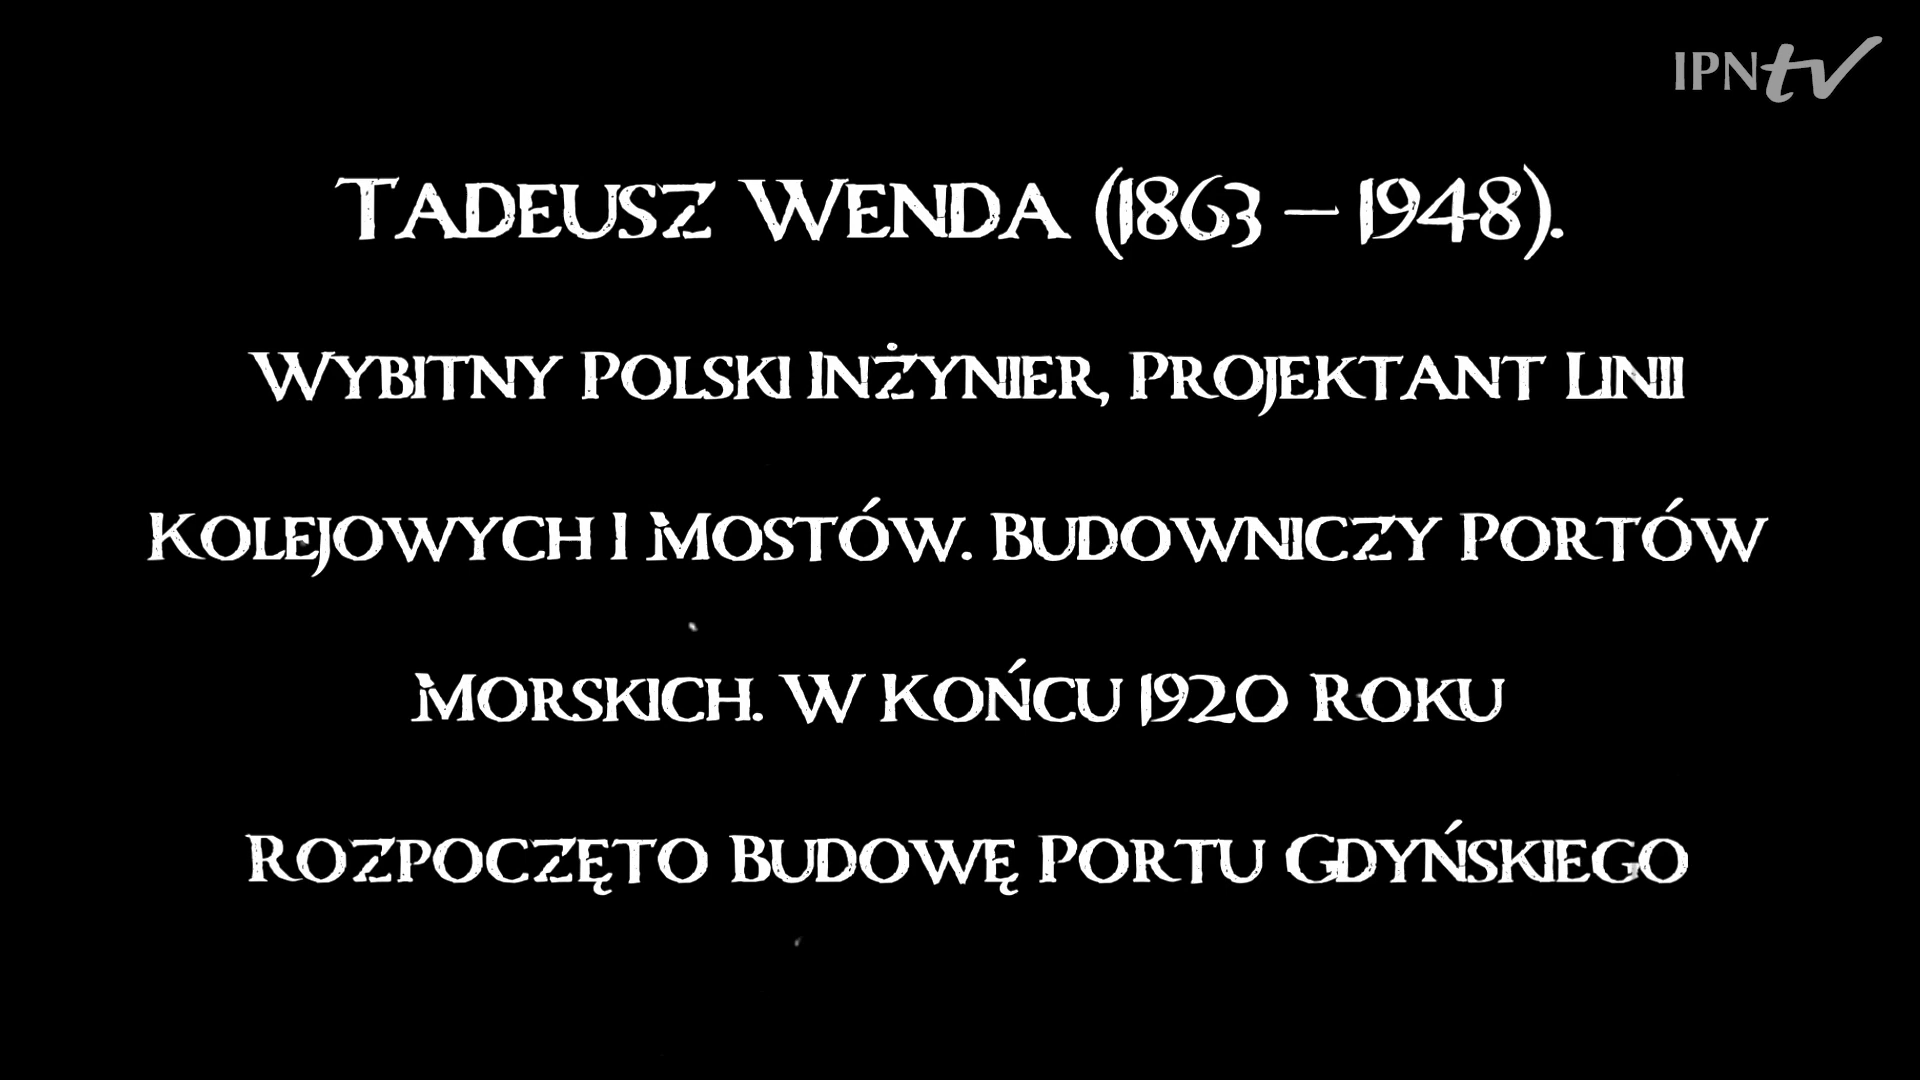 IPNtv
Tadeusz Wenda (1863 – 1948).
Wybitny Polski Inżynier, Projektant Linii
Kolejowych I Mostów. Budowniczy Portów
Morskich. W Końcu 1920 Roku
Rozpoczęto Budowę Portu Gdyńskiego